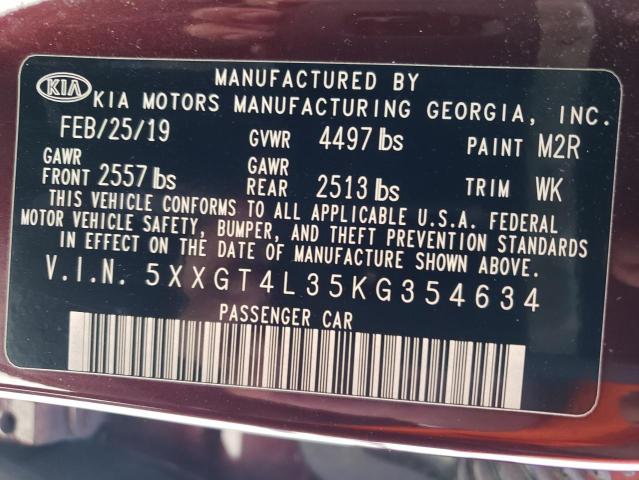 KIA
MANUFACTURED BY
KIA MOTORS MANUFACTURING GEORGIA, INC.
FEB/25/19 GVWR 4497 lbs PAINT M2R
GAWR FRONT 2557 lbs GAWR REAR 2513 lbs TRIM WK
THIS VEHICLE CONFORMS TO ALL APPLICABLE U.S.A. FEDERAL
MOTOR VEHICLE SAFETY, BUMPER, AND THEFT PREVENTION STANDARDS
IN EFFECT ON THE DATE OF MANUFACTURE SHOWN ABOVE.
V.I.N. 5XXGT4L35KG354634
PASSENGER CAR